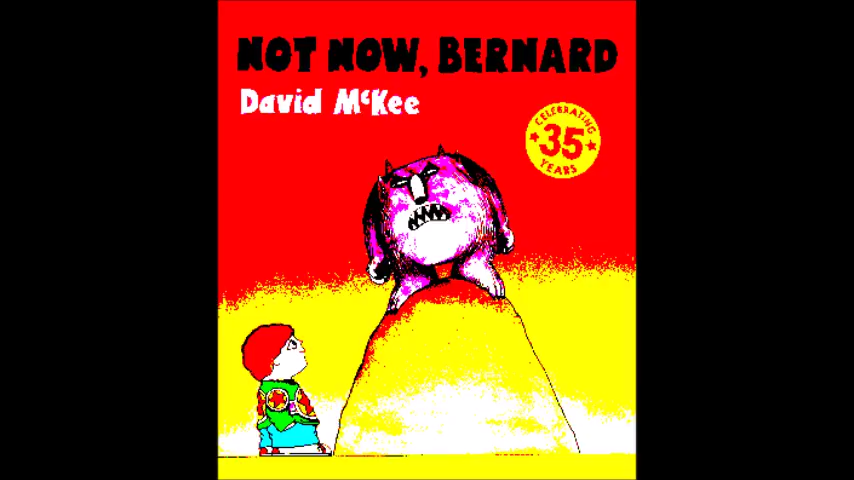 NOT NOW, BERNARD
David McKee
CELEBRATING
35
YEARS